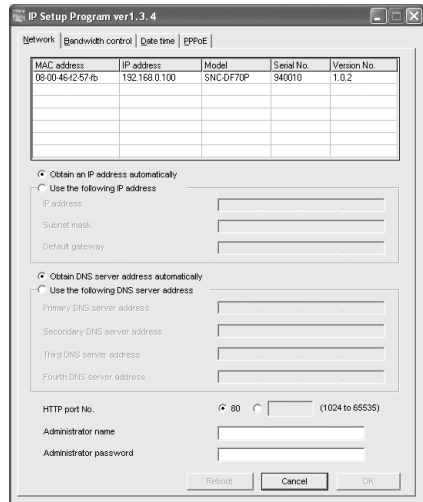 IP Setup Program ver1.3.4
Network Bandwidth control Date time PPPoE
MAC address IP address Model Serial No. Version No.
08-00-46-f2-57-fb 192.168.0.100 SNC-DF70P 940010 1.0.2
Obtain an IP address automatically
Use the following IP address
IP address
Subnet mask
Default gateway
Obtain DNS server address automatically
Use the following DNS server address
Primary DNS server address
Secondary DNS server address
Third DNS server address
Fourth DNS server address
HTTP port No. 80 (1024 to 65535)
Administrator name
Administrator password
Reboot Cancel OK